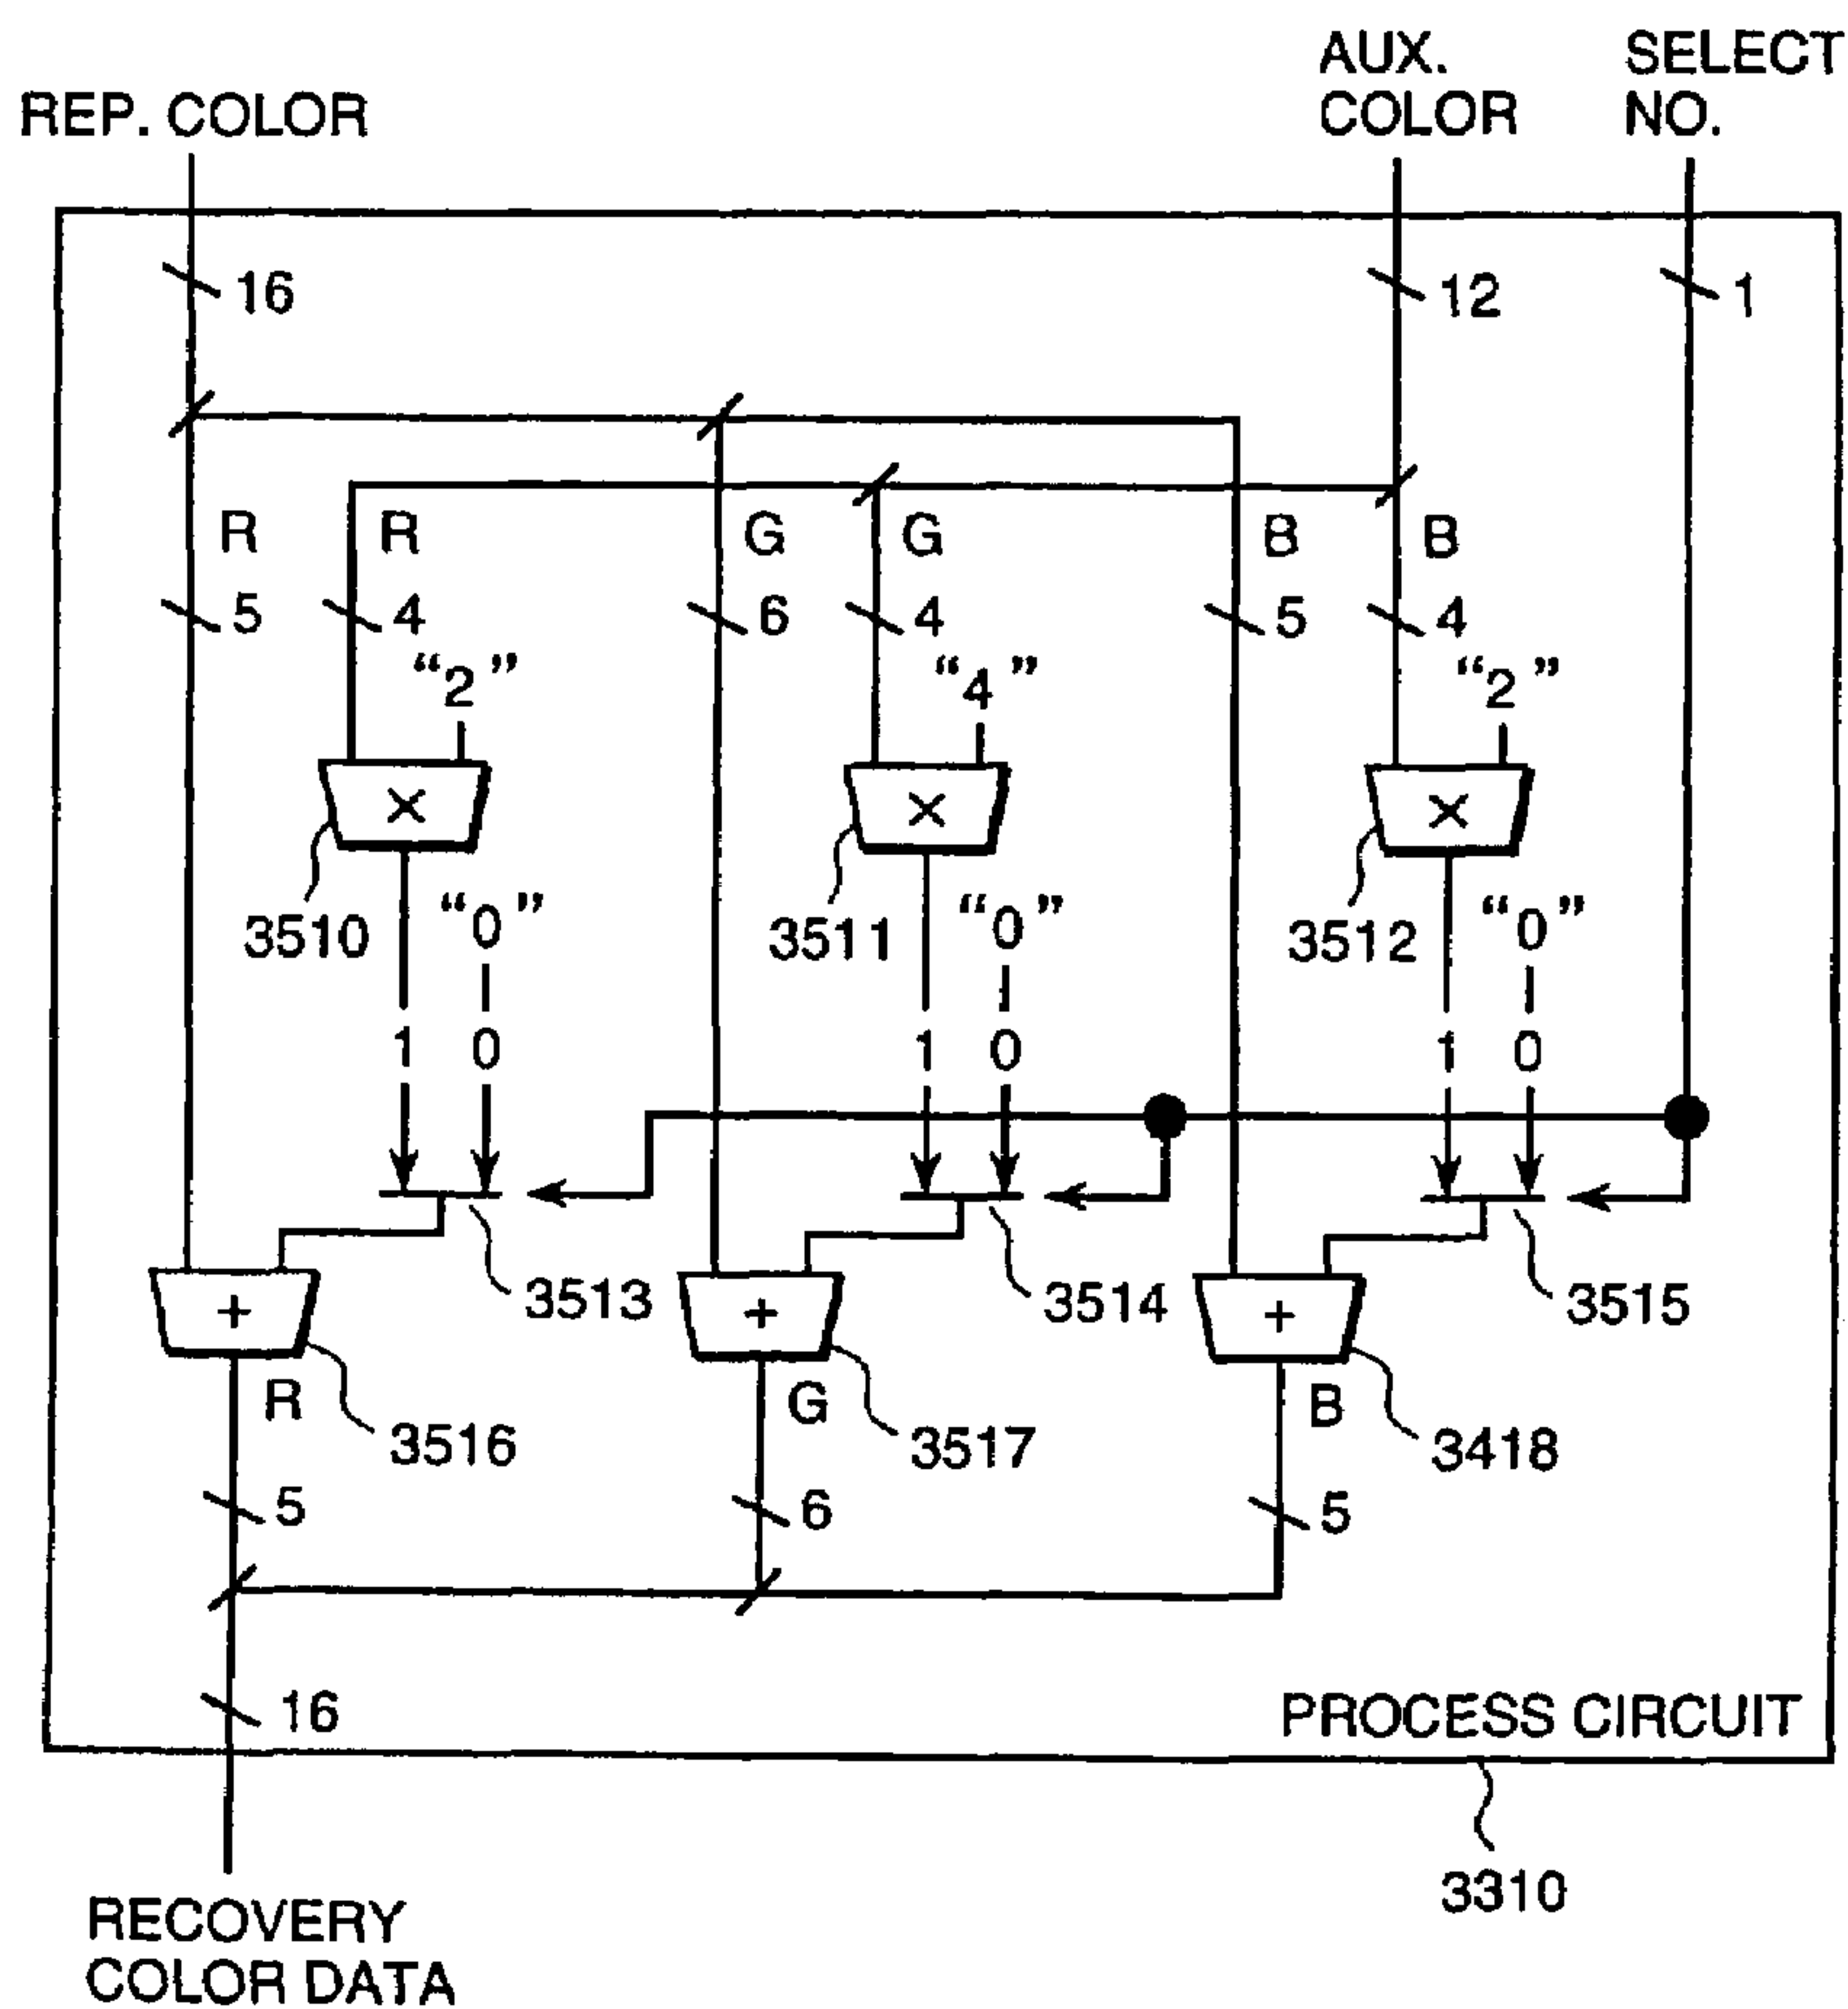 REP. COLOR
AUX.
COLOR
SELECT
NO.
16
12
1
R
R
G
G
B
B
5
4
6
4
5
4
“2”
“4”
“2”
×
×
×
3510
“0”
3511
“0”
3512
“0”
1
0
1
0
1
0
3513
3514
3515
+
+
+
R
3516
G
3517
B
3418
5
6
5
16
PROCESS CIRCUIT
3310
RECOVERY
COLOR DATA